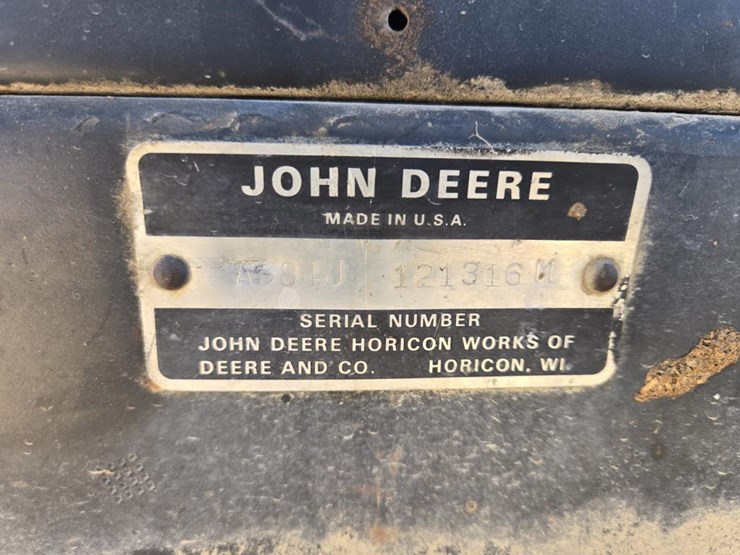 JOHN DEERE
MADE IN U.S.A.
121316M
SERIAL NUMBER
JOHN DEERE HORICON WORKS OF
DEERE AND CO. HORICON, WI.